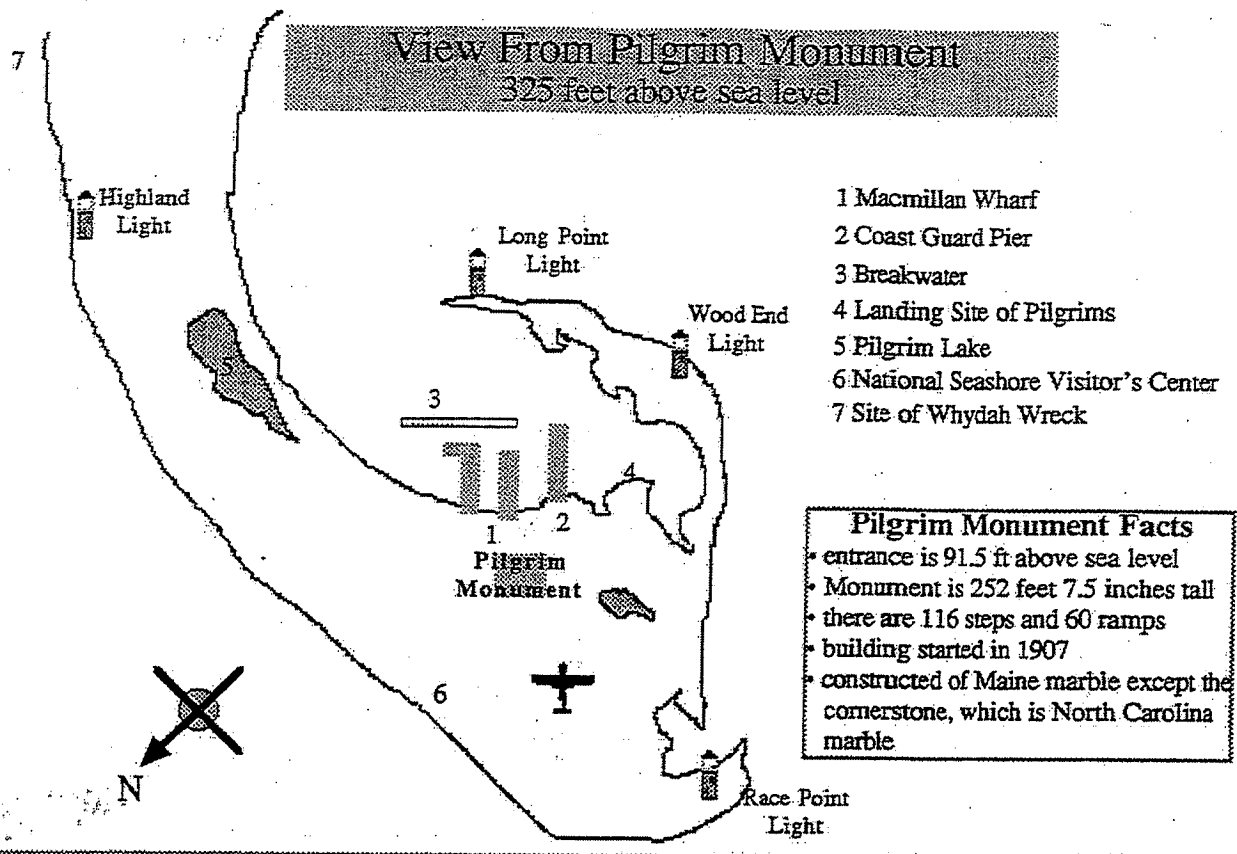 View From Pilgrim Monument
325 feet above sea level
7
Highland
Light
Long Point
Light
Wood End
Light
1 Macmillan Wharf
2 Coast Guard Pier
3 Breakwater
4 Landing Site of Pilgrims
5 Pilgrim Lake
6 National Seashore Visitor's Center
7 Site of Whydah Wreck
5
3
4
1
2
Pilgrim
Monument
6
N
Pilgrim Monument Facts
• entrance is 91.5 ft above sea level
• Monument is 252 feet 7.5 inches tall
• there are 116 steps and 60 ramps
• building started in 1907
• constructed of Maine marble except the
cornerstone, which is North Carolina
marble
Race Point
Light